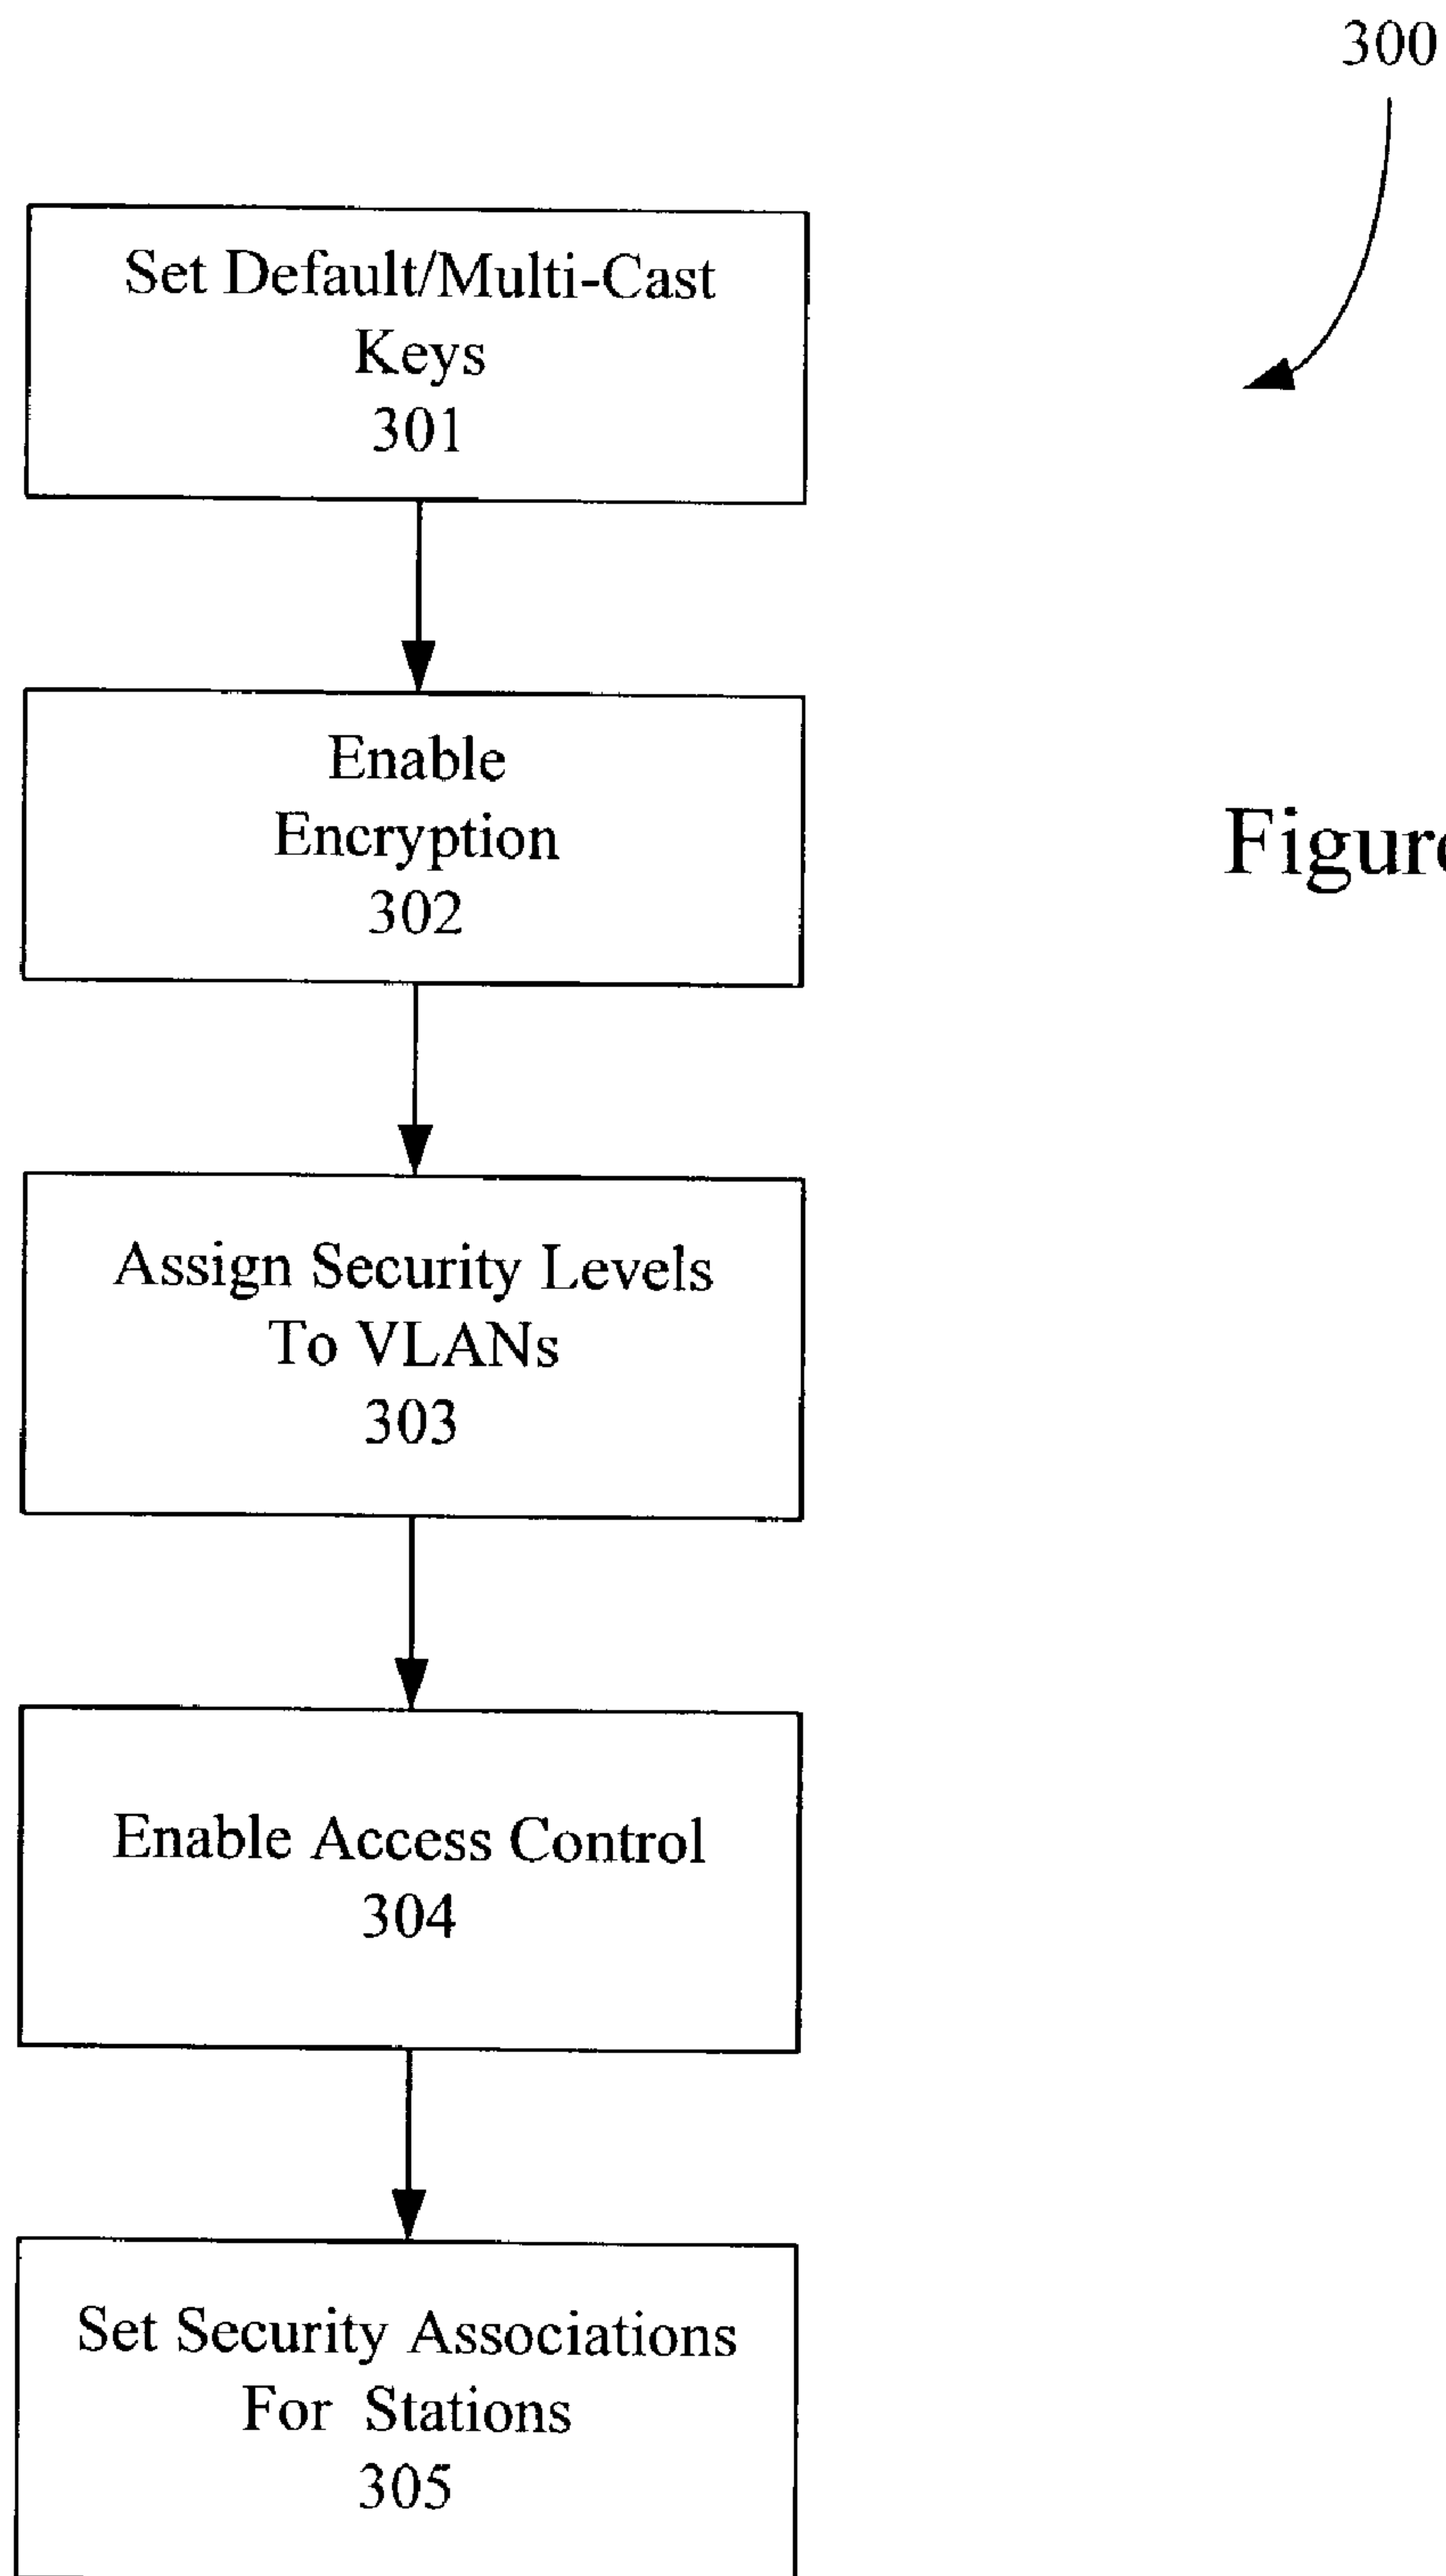 300
Set Default/Multi-Cast
Keys
301
Enable
Encryption
302
Figure
Assign Security Levels
To VLANs
303
Enable Access Control
304
Set Security Associations
For Stations
305